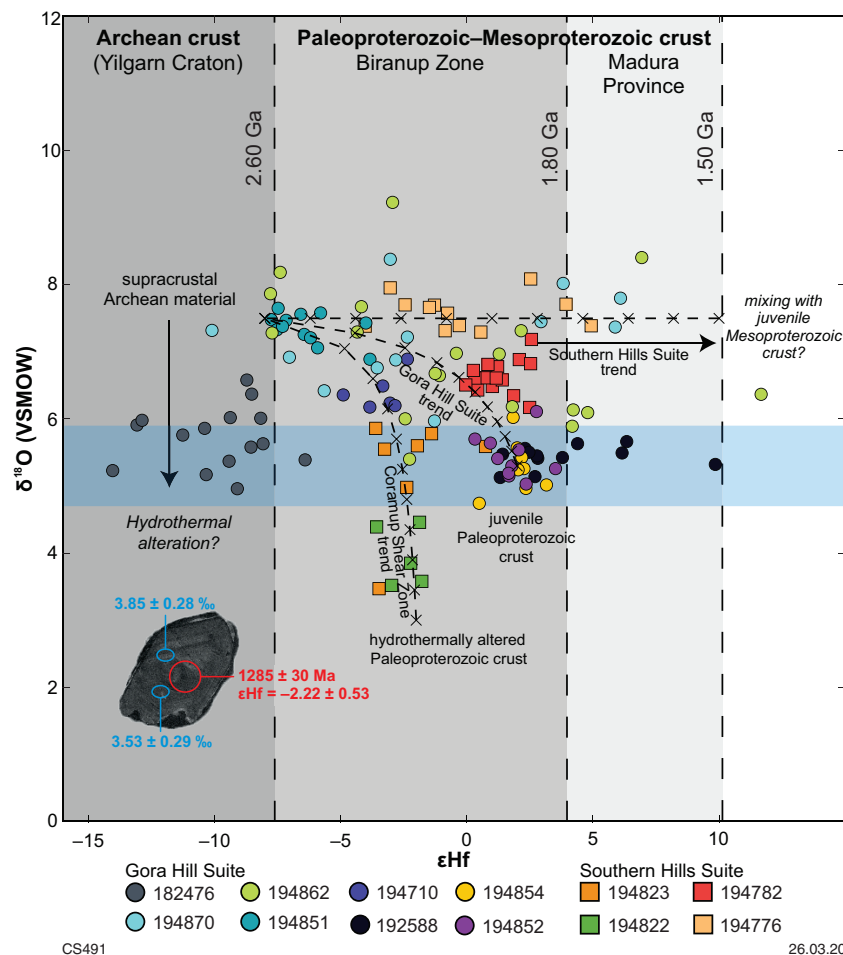 12
10
8
6
4
2
0
δ18O (VSMOW)
Archean crust
(Yilgarn Craton)
Paleoproterozoic–Mesoproterozoic crust
Biranup Zone
Madura
Province
2.60 Ga
1.80 Ga
1.50 Ga
supracrustal
Archean material
Hydrothermal
alteration?
Gora Hill Suite
trend
Southern Hills Suite
trend
mixing with
juvenile
Mesoproterozoic
crust?
Coramup Shear Zone
trend
juvenile
Paleoproterozoic
crust
hydrothermally altered
Paleoproterozoic crust
3.85 ± 0.28 ‰
1285 ± 30 Ma
εHf = –2.22 ± 0.53
3.53 ± 0.29 ‰
–15
–10
–5
0
5
10
εHf
Gora Hill Suite
Southern Hills Suite
182476
194862
194710
194854
194823
194782
194870
194851
192588
194852
194822
194776
CS491
26.03.20